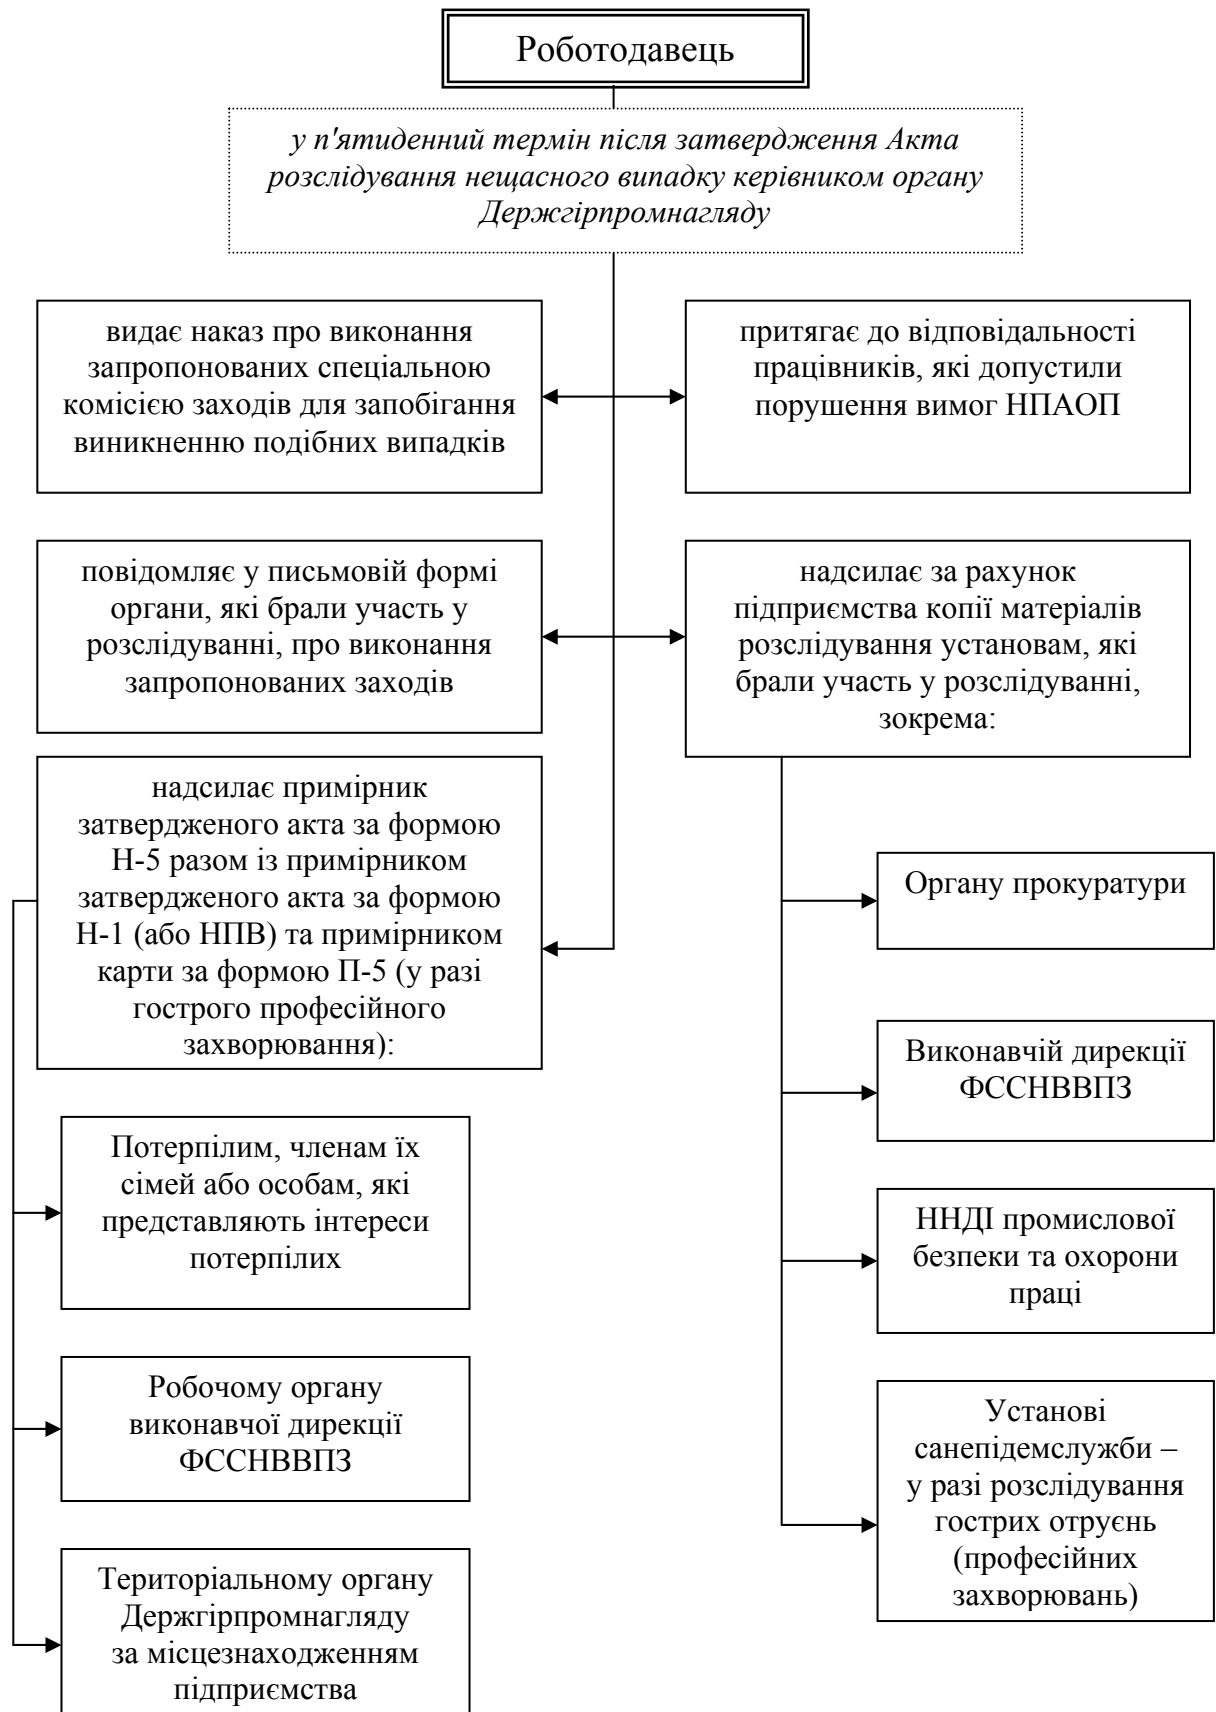 Роботодавець
у п'ятиденний термін після затвердження Акта
розслідування нещасного випадку керівником органу
Держгірпромнагляду
видає наказ про виконання
запропонованих спеціальною
комісією заходів для запобігання
виникненню подібних випадків
притягає до відповідальності
працівників, які допустили
порушення вимог НПАОП
повідомляє у письмовій формі
органи, які брали участь у
розслідуванні, про виконання
запропонованих заходів
надсилає за рахунок
підприємства копії матеріалів
розслідування установам, які
брали участь у розслідуванні,
зокрема:
надсилає примірник
затвердженого акта за формою
Н-5 разом із примірником
затвердженого акта за формою
Н-1 (або НПВ) та примірником
карти за формою П-5 (у разі
гострого професійного
захворювання):
Потерпілим, членам їх
сімей або особам, які
представляють інтереси
потерпілих
Робочому органу
виконавчої дирекції
ФССНВВПЗ
Територіальному органу
Держгірпромнагляду
за місцезнаходженням
підприємства
Органу прокуратури
Виконавчій дирекції
ФССНВВПЗ
ННДІ промислової
безпеки та охорони
праці
Установі
санепідемслужби –
у разі розслідування
гострих отруєнь
(професійних
захворювань)